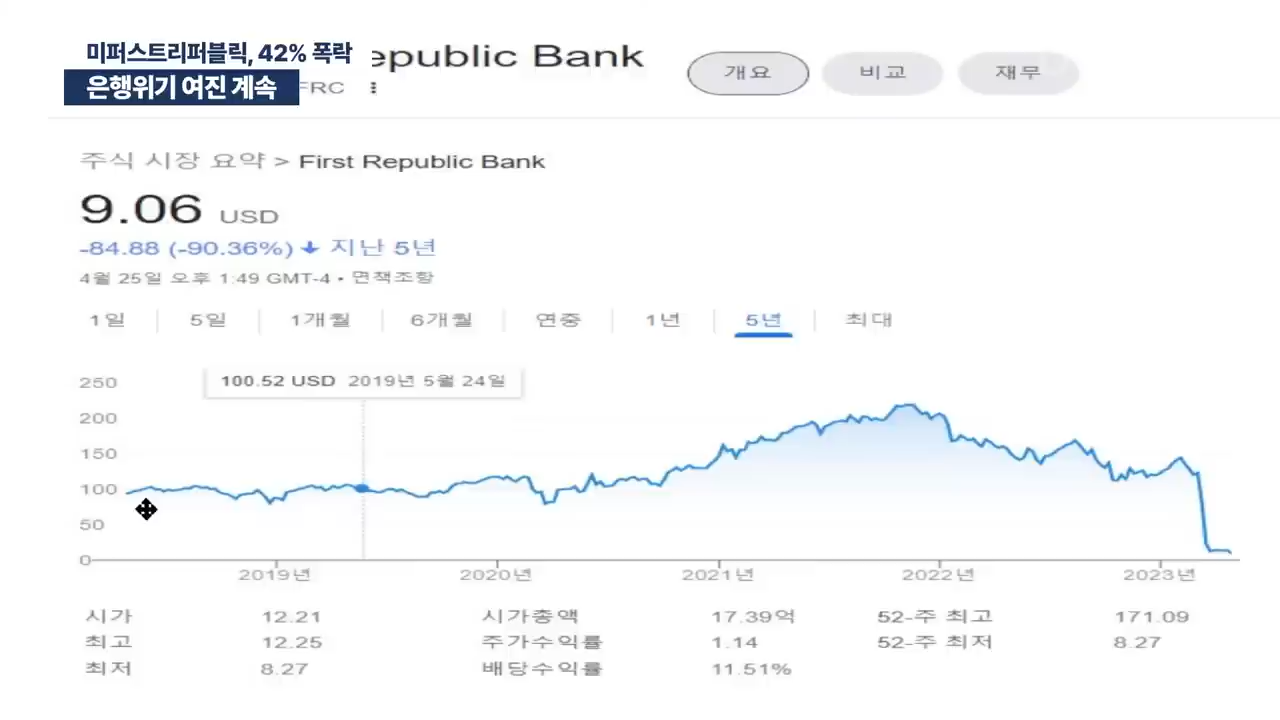 미퍼스트리퍼블릭, 42% 폭락
은행위기 여진 계속
epublic Bank
FRC
개요 비교 재무
주식 시장 요약 > First Republic Bank
9.06 USD
-84.88 (-90.36%) ↓ 지난 5년
4월 25일 오후 1:49 GMT-4 • 면책조항
1일 5일 1개월 6개월 연중 1년 5년 최대
100.52 USD 2019년 5월 24일
250
200
150
100
50
0
2019년 2020년 2021년 2022년 2023년
시가 12.21 시가총액 17.39억 52-주 최고 171.09
최고 12.25 주가수익률 1.14 52-주 최저 8.27
최저 8.27 배당수익률 11.51%